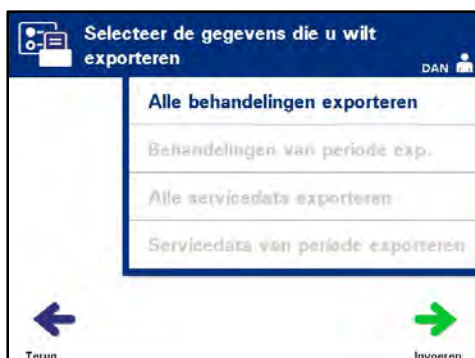 Selecteer de gegevens die u wilt
exporteren
DAN
Alle behandelingen exporteren
Behandelingen van periode exp.
Alle servicedata exporteren
Servicedata van periode exporteren
Terug
Invoeren